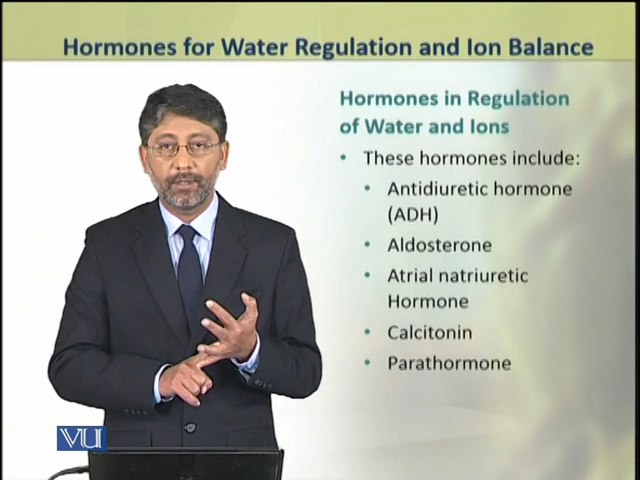 Hormones for Water Regulation and Ion Balance
Hormones in Regulation
of Water and Ions
• These hormones include:
• Antidiuretic hormone
(ADH)
• Aldosterone
• Atrial natriuretic
Hormone
• Calcitonin
• Parathormone
VU